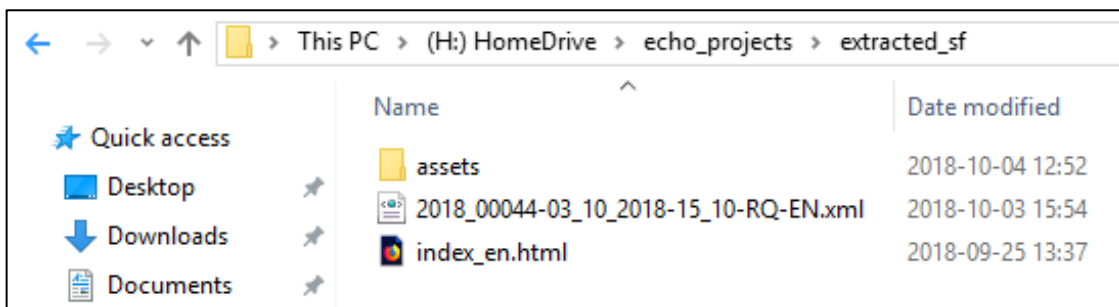 This PC > (H:) HomeDrive > echo_projects > extracted_sf
Name Date modified
Quick access
assets 2018-10-04 12:52
Desktop
2018_00044-03_10_2018-15_10-RQ-EN.xml 2018-10-03 15:54
Downloads
index_en.html 2018-09-25 13:37
Documents